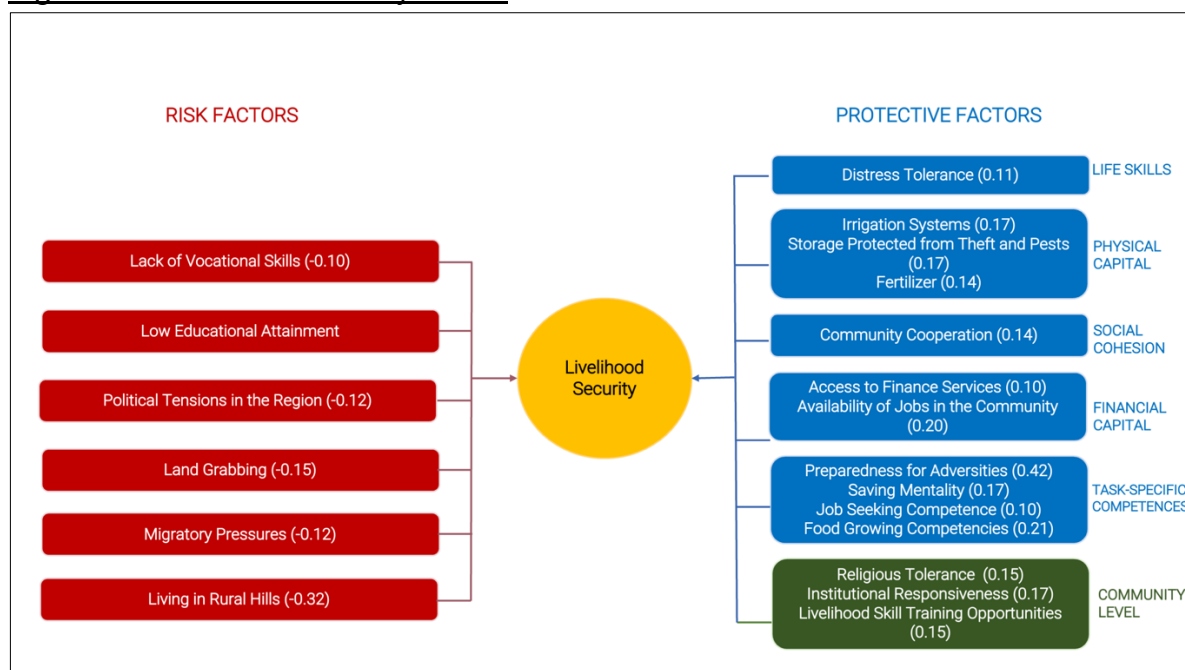 RISK FACTORS
Lack of Vocational Skills (-0.10)
Low Educational Attainment
Political Tensions in the Region (-0.12)
Land Grabbing (-0.15)
Migratory Pressures (-0.12)
Living in Rural Hills (-0.32)
Livelihood
Security
PROTECTIVE FACTORS
Distress Tolerance (0.11)
LIFE SKILLS
Irrigation Systems (0.17)
Storage Protected from Theft and Pests
(0.17)
Fertilizer (0.14)
PHYSICAL
CAPITAL
Community Cooperation (0.14)
SOCIAL
COHESION
Access to Finance Services (0.10)
Availability of Jobs in the Community
(0.20)
FINANCIAL
CAPITAL
Preparedness for Adversities (0.42)
Saving Mentality (0.17)
Job Seeking Competence (0.10)
Food Growing Competencies (0.21)
TASK-SPECIFIC
COMPETENCES
Religious Tolerance (0.15)
Institutional Responsiveness (0.17)
Livelihood Skill Training Opportunities
(0.15)
COMMUNITY
LEVEL